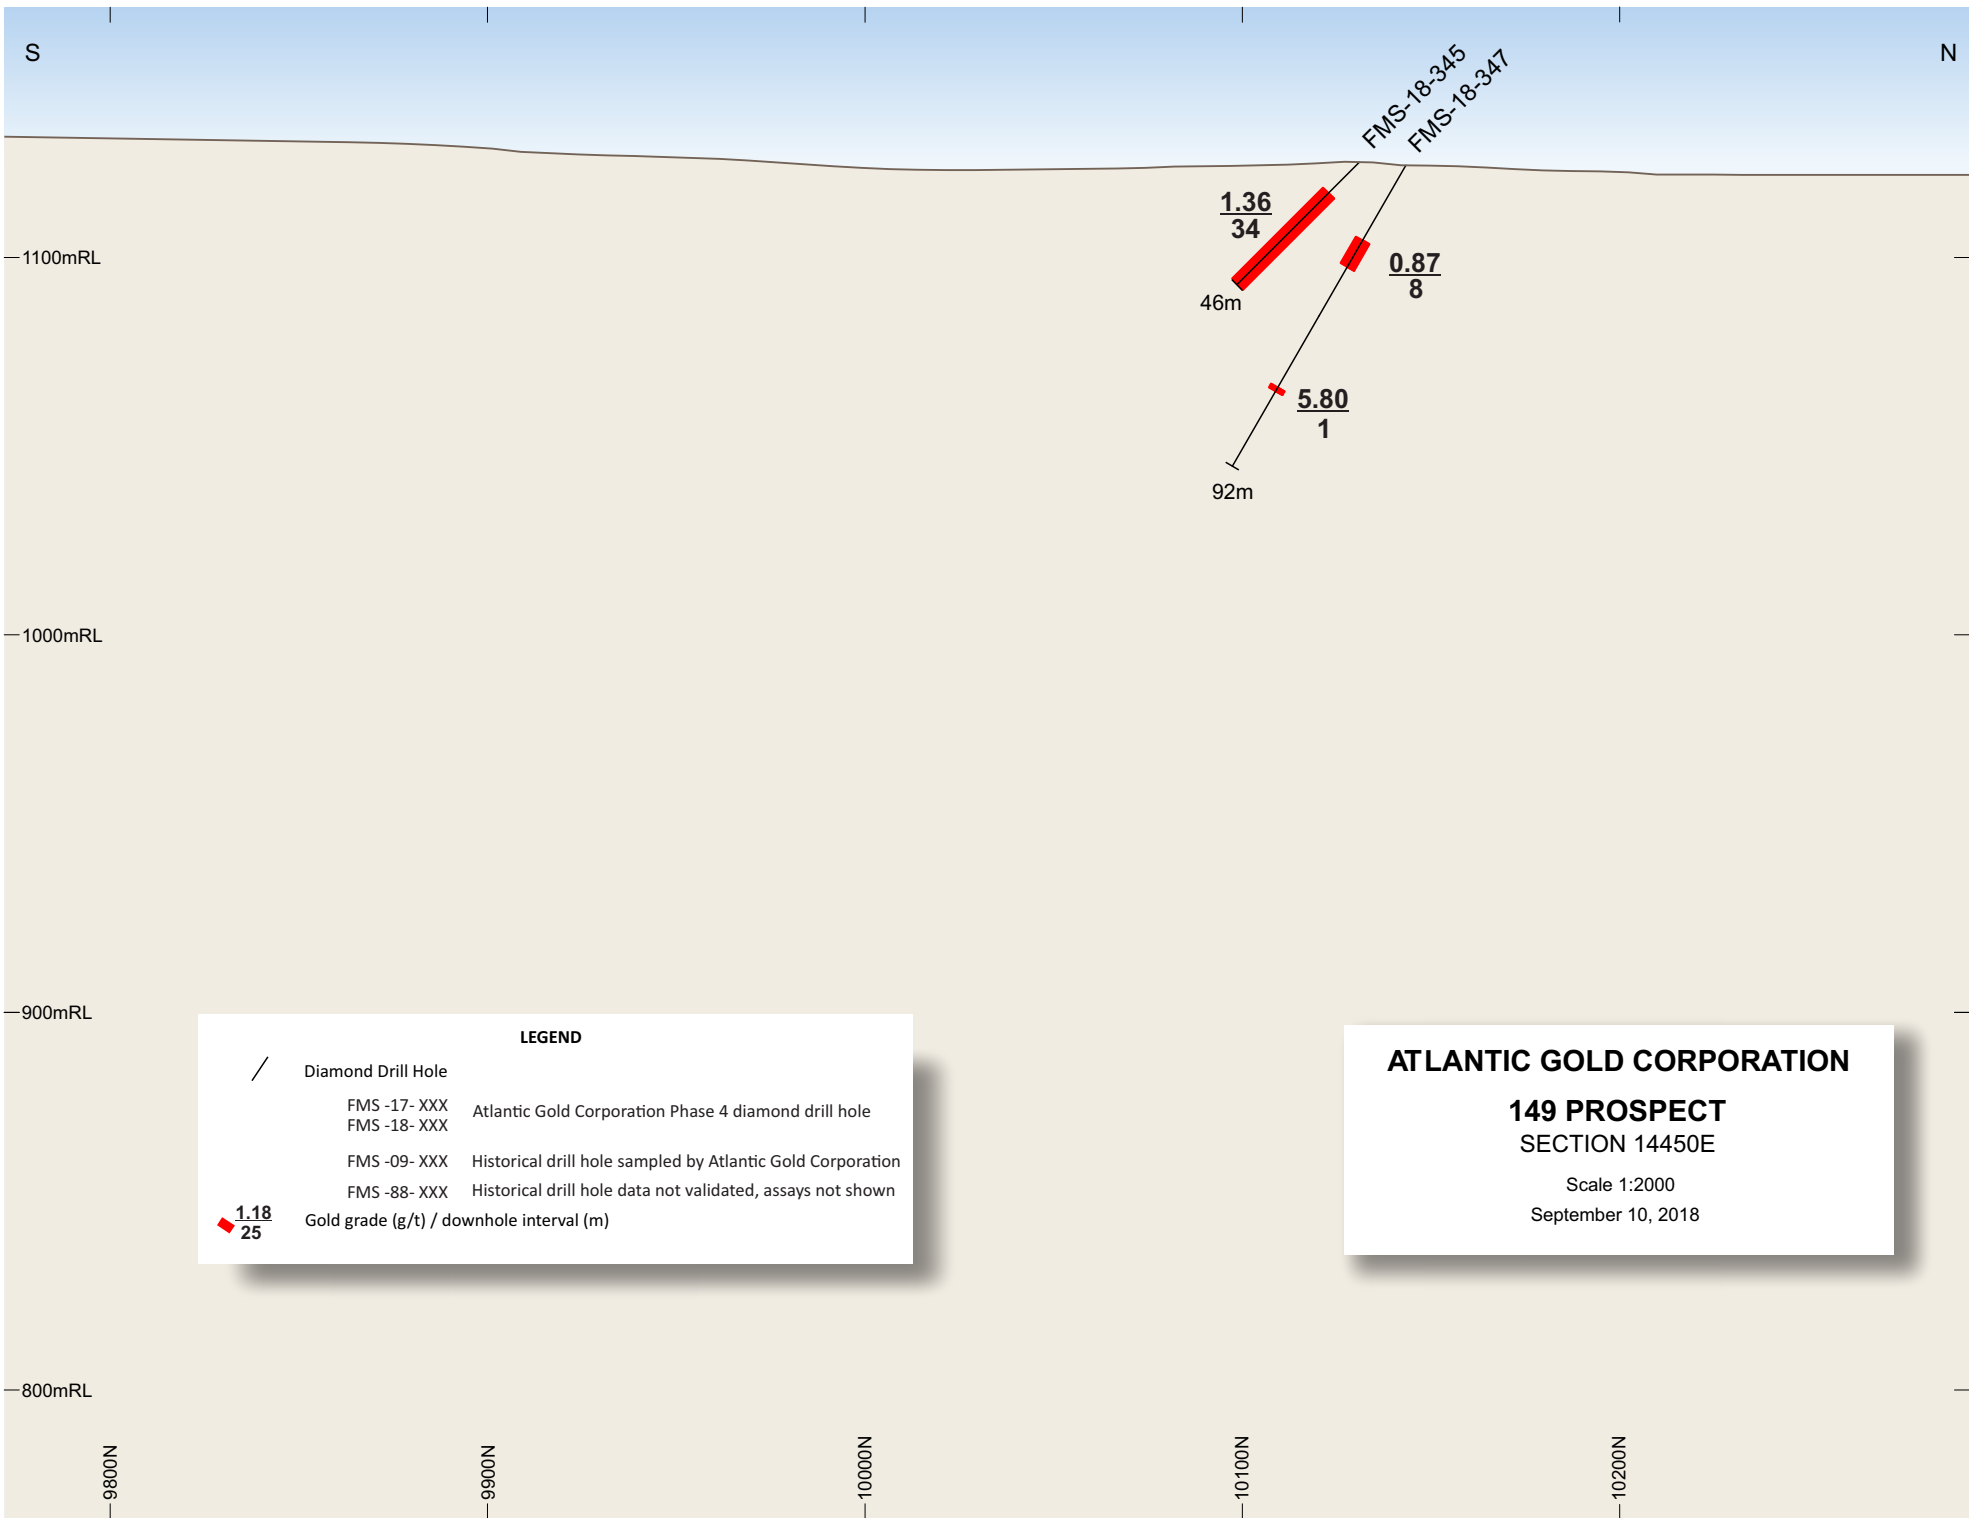 S
N
FMS-18-345
FMS-18-347
1.36
34
1100mRL
0.87
8
46m
5.80
1
92m
1000mRL
900mRL
LEGEND
Diamond Drill Hole
FMS -17- XXX
FMS -18- XXX
Atlantic Gold Corporation Phase 4 diamond drill hole
FMS -09- XXX Historical drill hole sampled by Atlantic Gold Corporation
FMS -88- XXX Historical drill hole data not validated, assays not shown
1.18
25
Gold grade (g/t) / downhole interval (m)
ATLANTIC GOLD CORPORATION
149 PROSPECT
SECTION 14450E
Scale 1:2000
September 10, 2018
800mRL
9800N
9900N
10000N
10100N
10200N